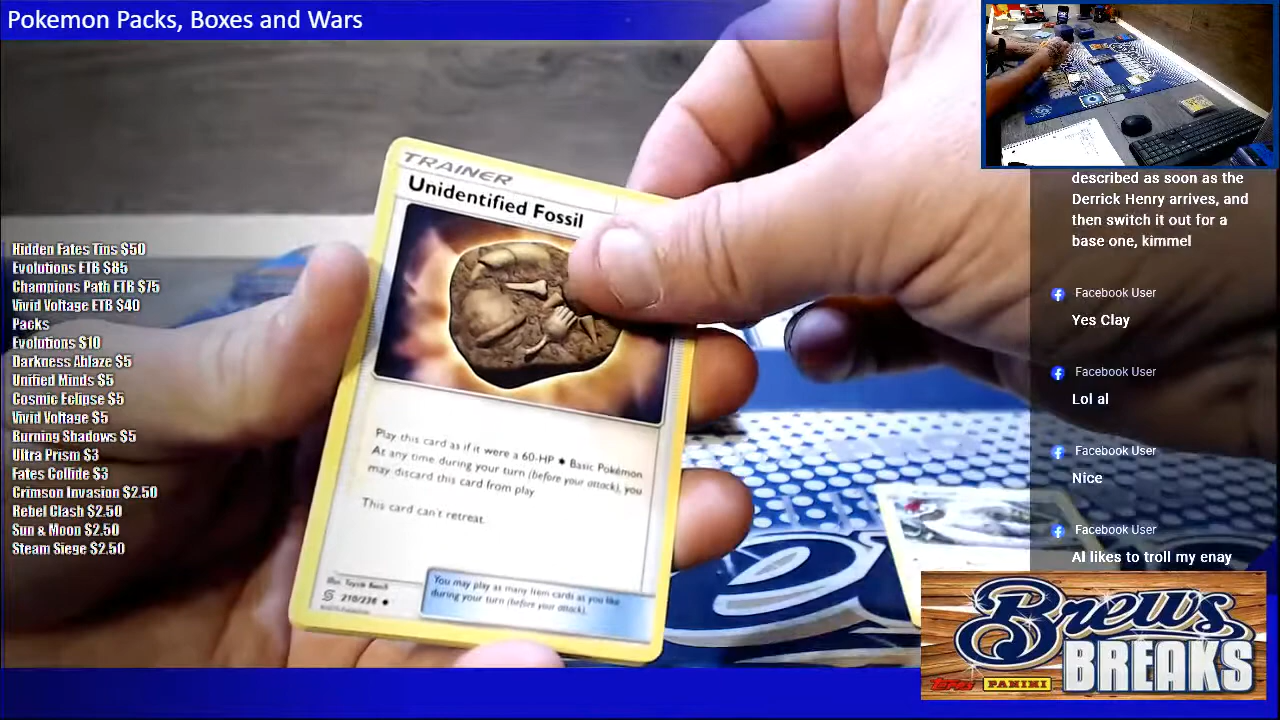 Pokemon Packs, Boxes and Wars
TRAINER
Unidentified Fossil
Play this card as if it were a 60-HP Basic Pokémon.
At any time during your turn (before your attack), you
may discard this card from play.
This card can't retreat.
You may play as many Item cards as you like
during your turn (before your attack).
210/236
Hidden Fates Tins $50
Evolutions ETB $85
Champions Path ETB $75
Vivid Voltage ETB $40
Packs
Evolutions $10
Darkness Ablaze $5
Unified Minds $5
Cosmic Eclipse $5
Vivid Voltage $5
Burning Shadows $5
Ultra Prism $3
Fates Collide $3
Crimson Invasion $2.50
Rebel Clash $2.50
Sun & Moon $2.50
Steam Siege $2.50
described as soon as the
Derrick Henry arrives, and
then switch it out for a
base one, kimmel
Facebook User
Yes Clay
Facebook User
Lol al
Facebook User
Nice
Facebook User
Al likes to troll my enay
Brews
BREAKS
Topps PANINI